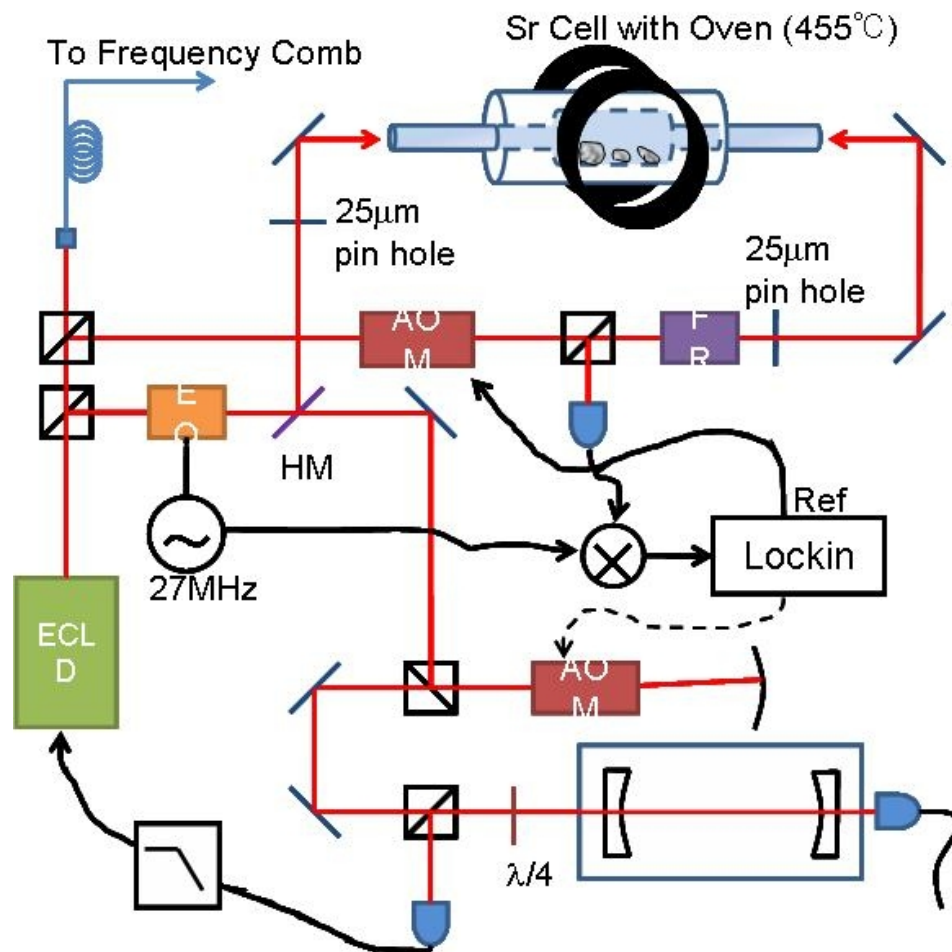 Sr Cell with Oven (455℃)
To Frequency Comb
25μm
pin hole
25μm
pin hole
AO
M
F
R
E
O
HM
Ref
Lockin
27MHz
ECL
D
AO
M
λ/4